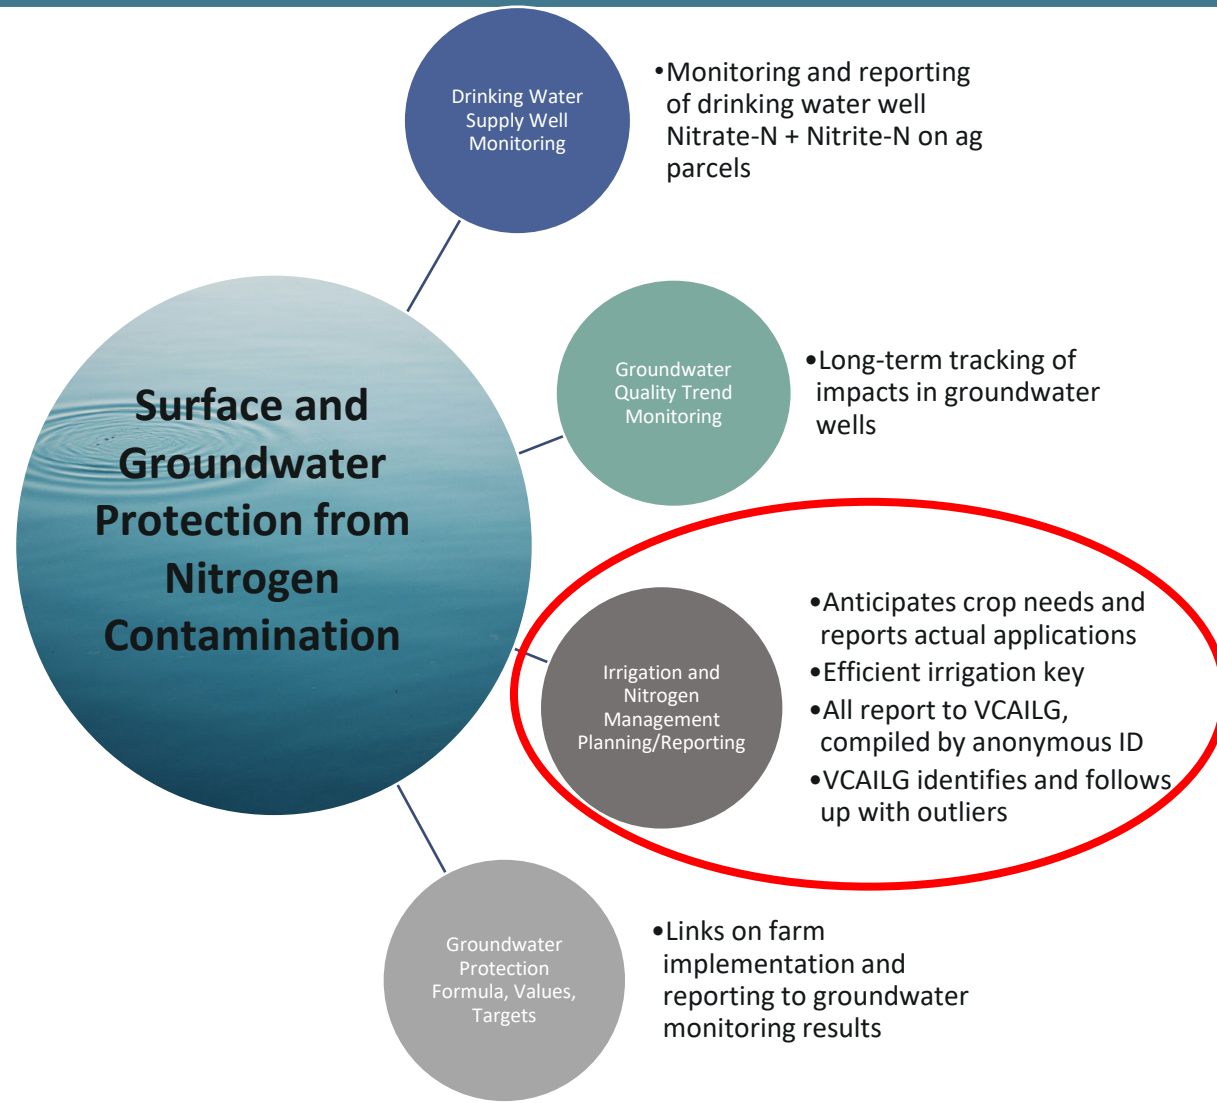 Drinking Water
Supply Well
Monitoring
•Monitoring and reporting
of drinking water well
Nitrate-N + Nitrite-N on ag
parcels
Surface and
Groundwater
Protection from
Nitrogen
Contamination
Groundwater
Quality Trend
Monitoring
•Long-term tracking of
impacts in groundwater
wells
Irrigation and
Nitrogen
Management
Planning/Reporting
•Anticipates crop needs and
reports actual applications
•Efficient irrigation key
•All report to VCAILG,
compiled by anonymous ID
•VCAILG identifies and follows
up with outliers
Groundwater
Protection
Formula, Values,
Targets
•Links on farm
implementation and
reporting to groundwater
monitoring results